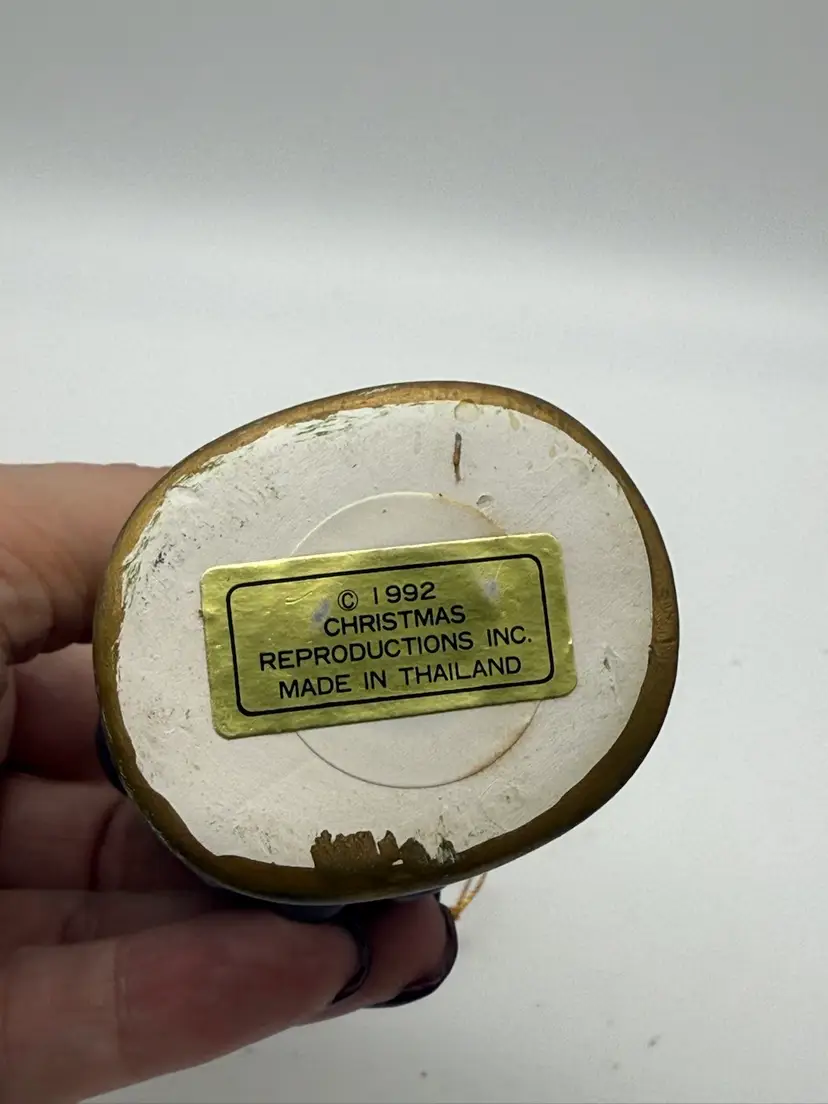 © 1992
CHRISTMAS
REPRODUCTIONS INC.
MADE IN THAILAND